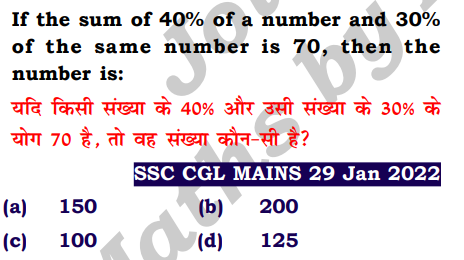 If the sum of 40% of a number and 30%
of the same number is 70, then the
number is:
यदि किसी संख्या के 40% और उसी संख्या के 30% के
योग 70 है, तो वह संख्या कौन-सी है?
SSC CGL MAINS 29 Jan 2022
(a) 150 (b) 200
(c) 100 (d) 125